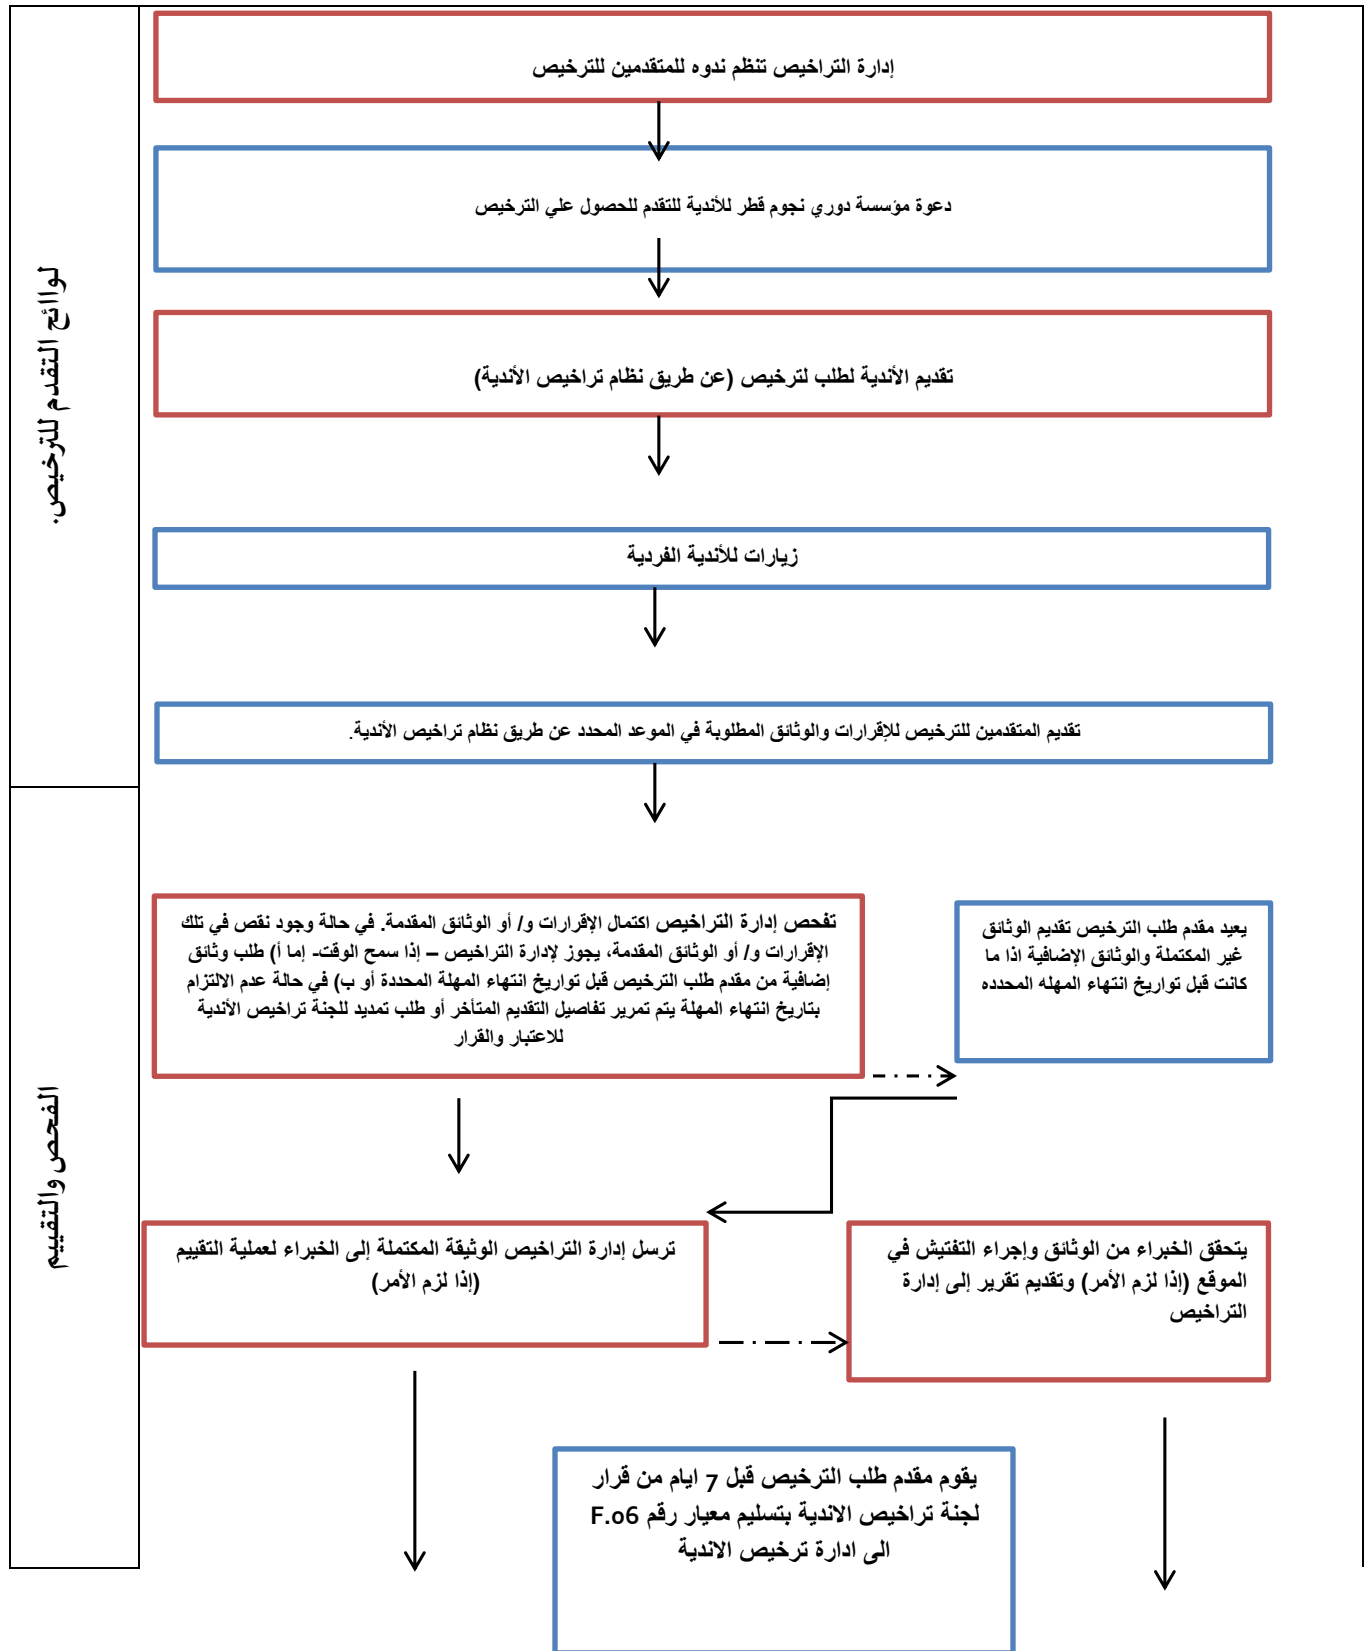 إدارة التراخيص تنظم ندوه للمتقدمين للترخيص
دعوة مؤسسة دوري نجوم قطر للأندية للتقدم للحصول علي الترخيص
لوائح التقدم للترخيص.
تقديم الأندية لطلب لترخيص (عن طريق نظام تراخيص الأندية)
زيارات للأندية الفردية
تقديم المتقدمين للترخيص للإقرارات والوثائق المطلوبة في الموعد المحدد عن طريق نظام تراخيص الأندية.
يعيد مقدم طلب الترخيص تقديم الوثائق
غير المكتملة والوثائق الإضافية اذا ما
كانت قبل تواريخ انتهاء المهله المحدده
تفحص إدارة التراخيص اكتمال الإقرارات و/ أو الوثائق المقدمة. في حالة وجود نقص في تلك
الإقرارات و/ أو الوثائق المقدمة، يجوز لإدارة التراخيص – إذا سمح الوقت- إما أ) طلب وثائق
إضافية من مقدم طلب الترخيص قبل تواريخ انتهاء المهلة المحددة أو ب) في حالة عدم الالتزام
بتاريخ انتهاء المهلة يتم تمرير تفاصيل التقديم المتأخر أو طلب تمديد للجنة تراخيص الأندية
للاعتبار والقرار
الفحص والتقييم
ترسل إدارة التراخيص الوثيقة المكتملة إلى الخبراء لعملية التقييم
(إذا لزم الأمر)
يتحقق الخبراء من الوثائق وإجراء التفتيش في
الموقع (إذا لزم الأمر) وتقديم تقرير إلى إدارة
التراخيص
يقوم مقدم طلب الترخيص قبل 7 ايام من قرار
لجنة تراخيص الاندية بتسليم معيار رقم F.06
الى ادارة ترخيص الاندية